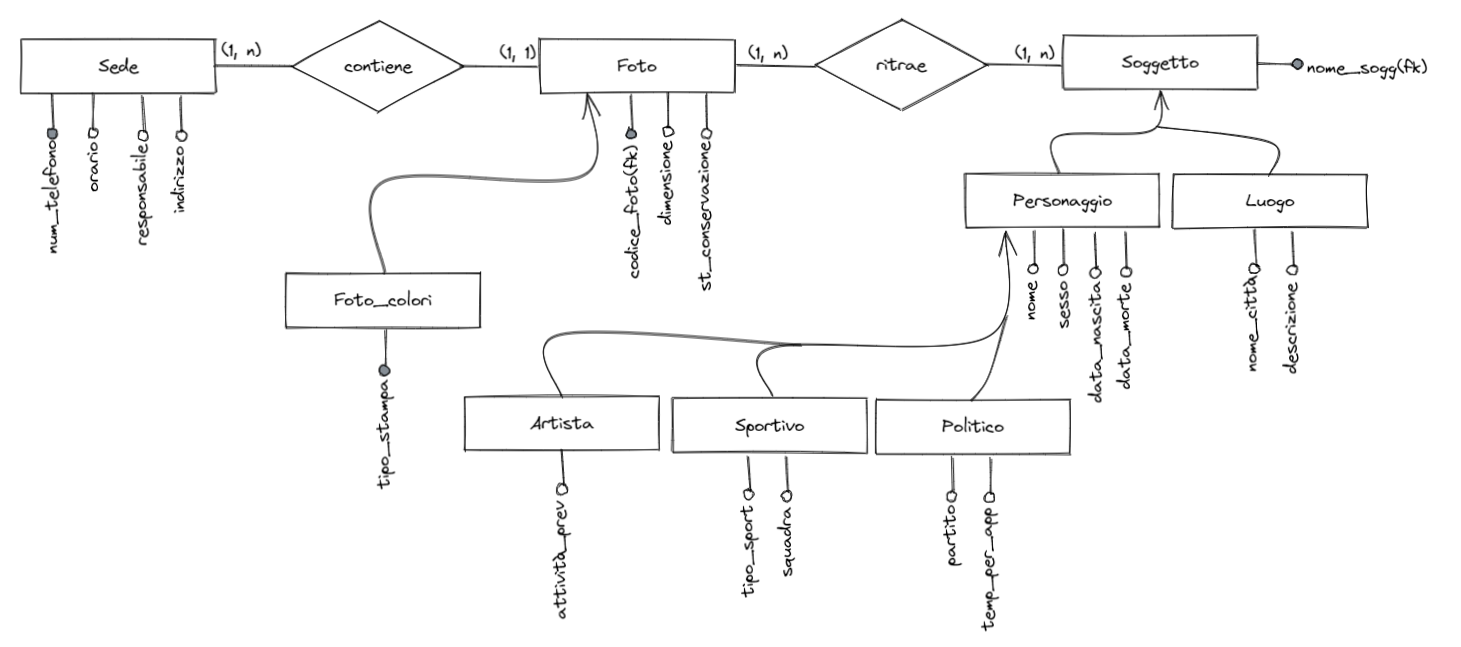 Sede
(1, n)
contiene
(1, 1)
Foto
(1, n)
ritrae
(1, n)
Soggetto
nome_sogg(fk)
num_telefono
orario
responsabile
indirizzo
codice_foto(fk)
dimensione
st_conservazione
Personaggio
Luogo
nome
sesso
data_nascita
data_morte
nome_città
descrizione
Foto_colori
tipo_stampa
Artista
Sportivo
Politico
attività_prev
tipo_sport
squadra
partito
temp_per_app